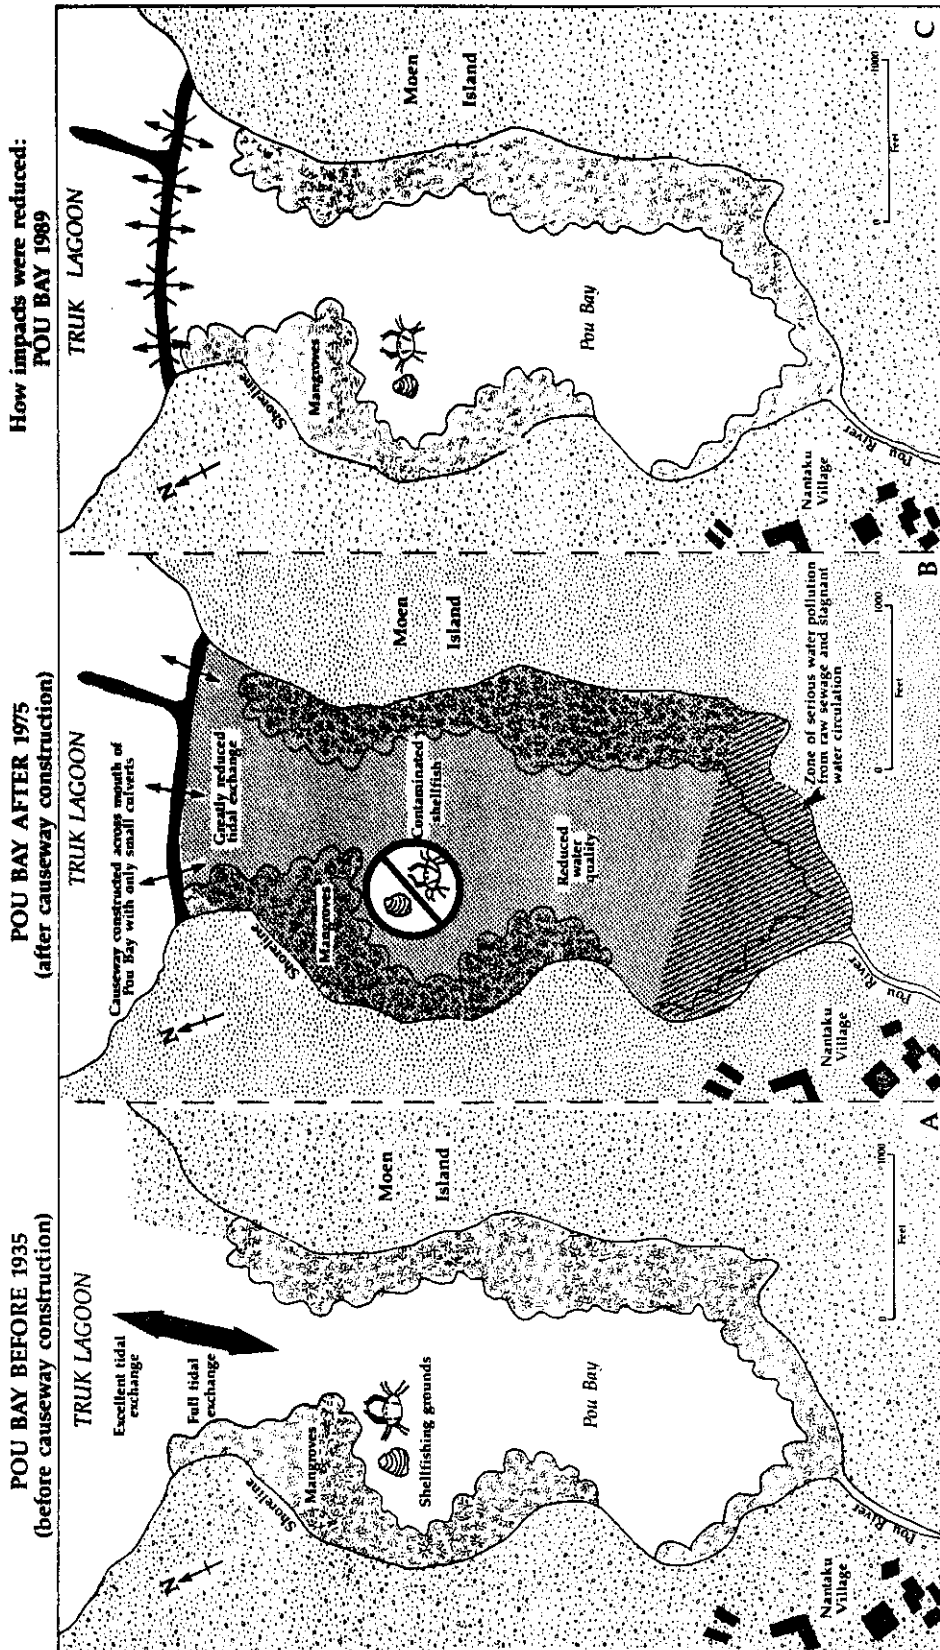 POU BAY BEFORE 1935
(before causeway construction)
TRUK LAGOON
Excellent tidal
exchange
Full tidal
exchange
N
Shoreline
Mangroves
Shellfishing grounds
Pou Bay
Moen
Island
Pou River
Nantaku
Village
0
1000
Feet
A
POU BAY AFTER 1975
(after causeway construction)
TRUK LAGOON
Causeway constructed across mouth of
Pou Bay with only small culverts
Greatly reduced
tidal exchange
N
Shoreline
Mangroves
Contaminated
shellfish
Reduced
water
quality
Moen
Island
Pou River
Nantaku
Village
Zone of serious water pollution
from raw sewage and stagnant
water circulation
0
1000
Feet
B
How impacts were reduced:
POU BAY 1989
TRUK LAGOON
N
Shoreline
Mangroves
Pou Bay
Moen
Island
Pou River
Nantaku
Village
0
1000
Feet
C